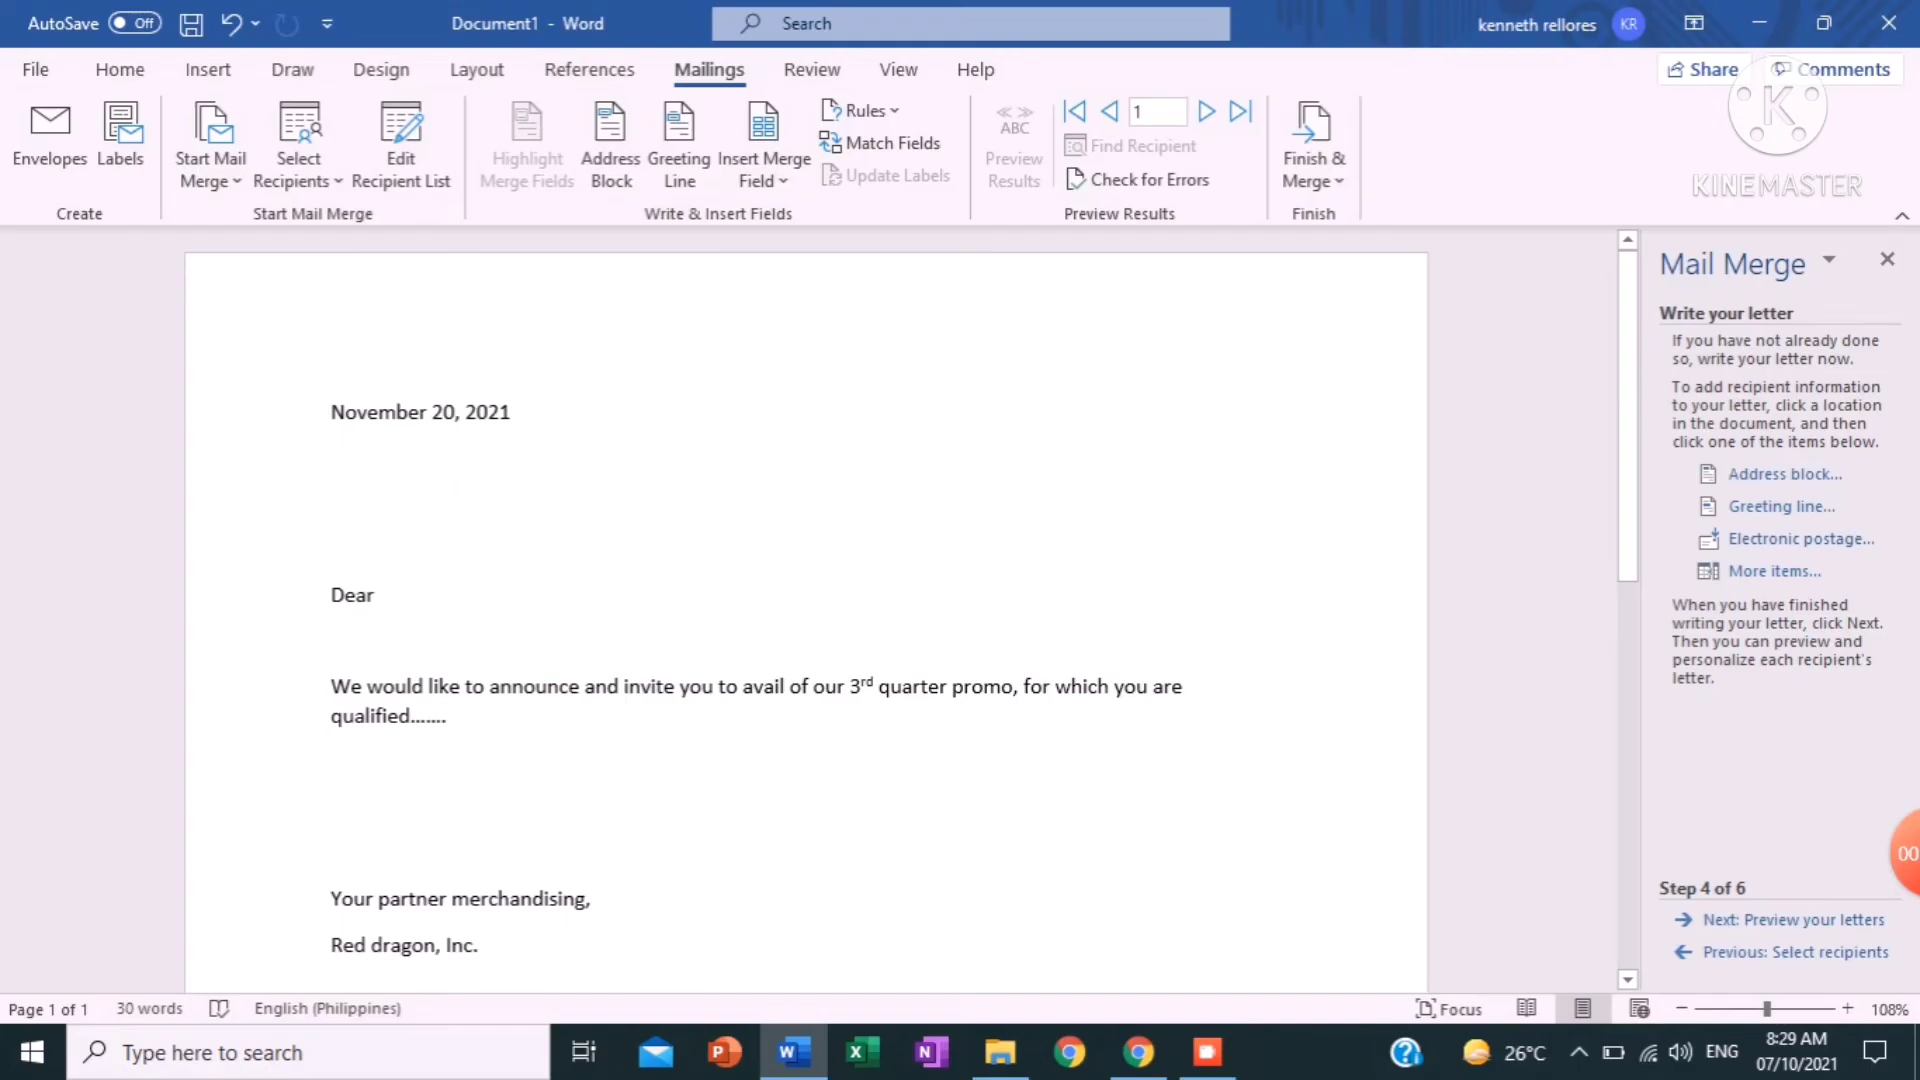 AutoSave Off Document1 - Word Search kenneth rellores KR
File Home Insert Draw Design Layout References Mailings Review View Help Share Comments
Envelopes Labels
Start Mail Merge Select Recipients Edit Recipient List
Highlight Merge Fields Address Block Greeting Line Insert Merge Field
Rules
Match Fields
Update Labels
ABC Preview Results
1
Find Recipient
Check for Errors
Finish & Merge
K
KINEMASTER
Create Start Mail Merge Write & Insert Fields Preview Results Finish
November 20, 2021
Dear
We would like to announce and invite you to avail of our 3rd quarter promo, for which you are
qualified…....
Your partner merchandising,
Red dragon, Inc.
Mail Merge
Write your letter
If you have not already done
so, write your letter now.
To add recipient information
to your letter, click a location
in the document, and then
click one of the items below.
Address block...
Greeting line...
Electronic postage...
More items...
When you have finished
writing your letter, click Next.
Then you can preview and
personalize each recipient's
letter.
00
Step 4 of 6
Next: Preview your letters
Previous: Select recipients
Page 1 of 1 30 words English (Philippines) Focus 108%
Type here to search 26°C ENG
8:29 AM
07/10/2021